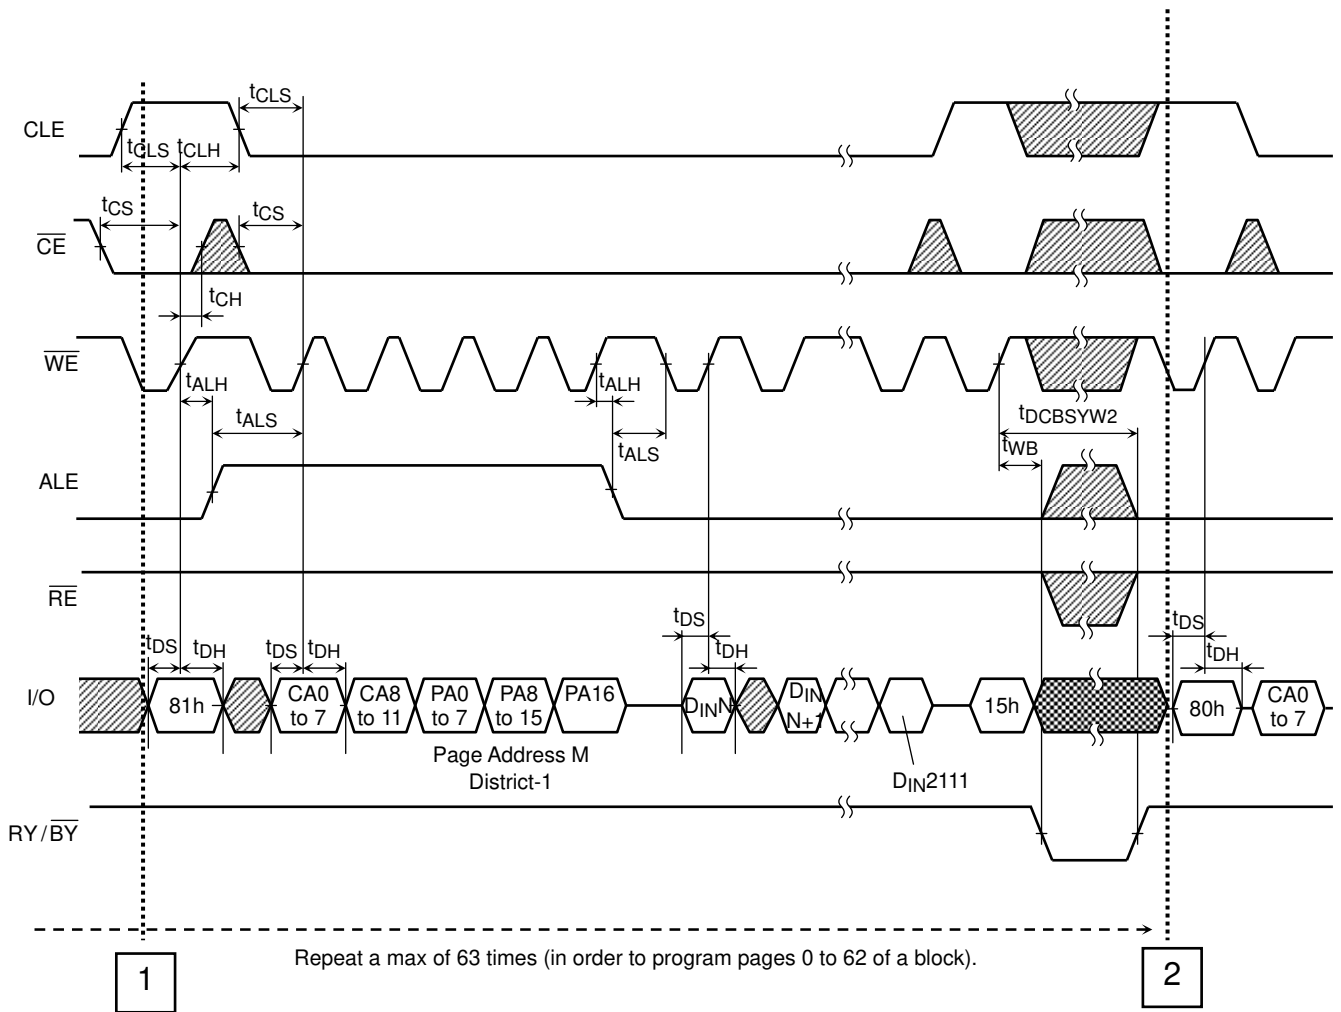 tCLS
CLE
tCLS tCLH
tCS
tCS
CE
tCH
WE
tALH
tALH
tDCBSYW2
tALS
tALS
tWB
ALE
RE
tDS
tDH
tDS
tDH
tDS
tDH
tDS
tDH
I/O
81h
CA0 to 7
CA8 to 11
PA0 to 7
PA8 to 15
PA16
DINN
DIN N+1
15h
80h
CA0 to 7
Page Address M
District-1
DIN2111
RY/BY
Repeat a max of 63 times (in order to program pages 0 to 62 of a block).
1
2